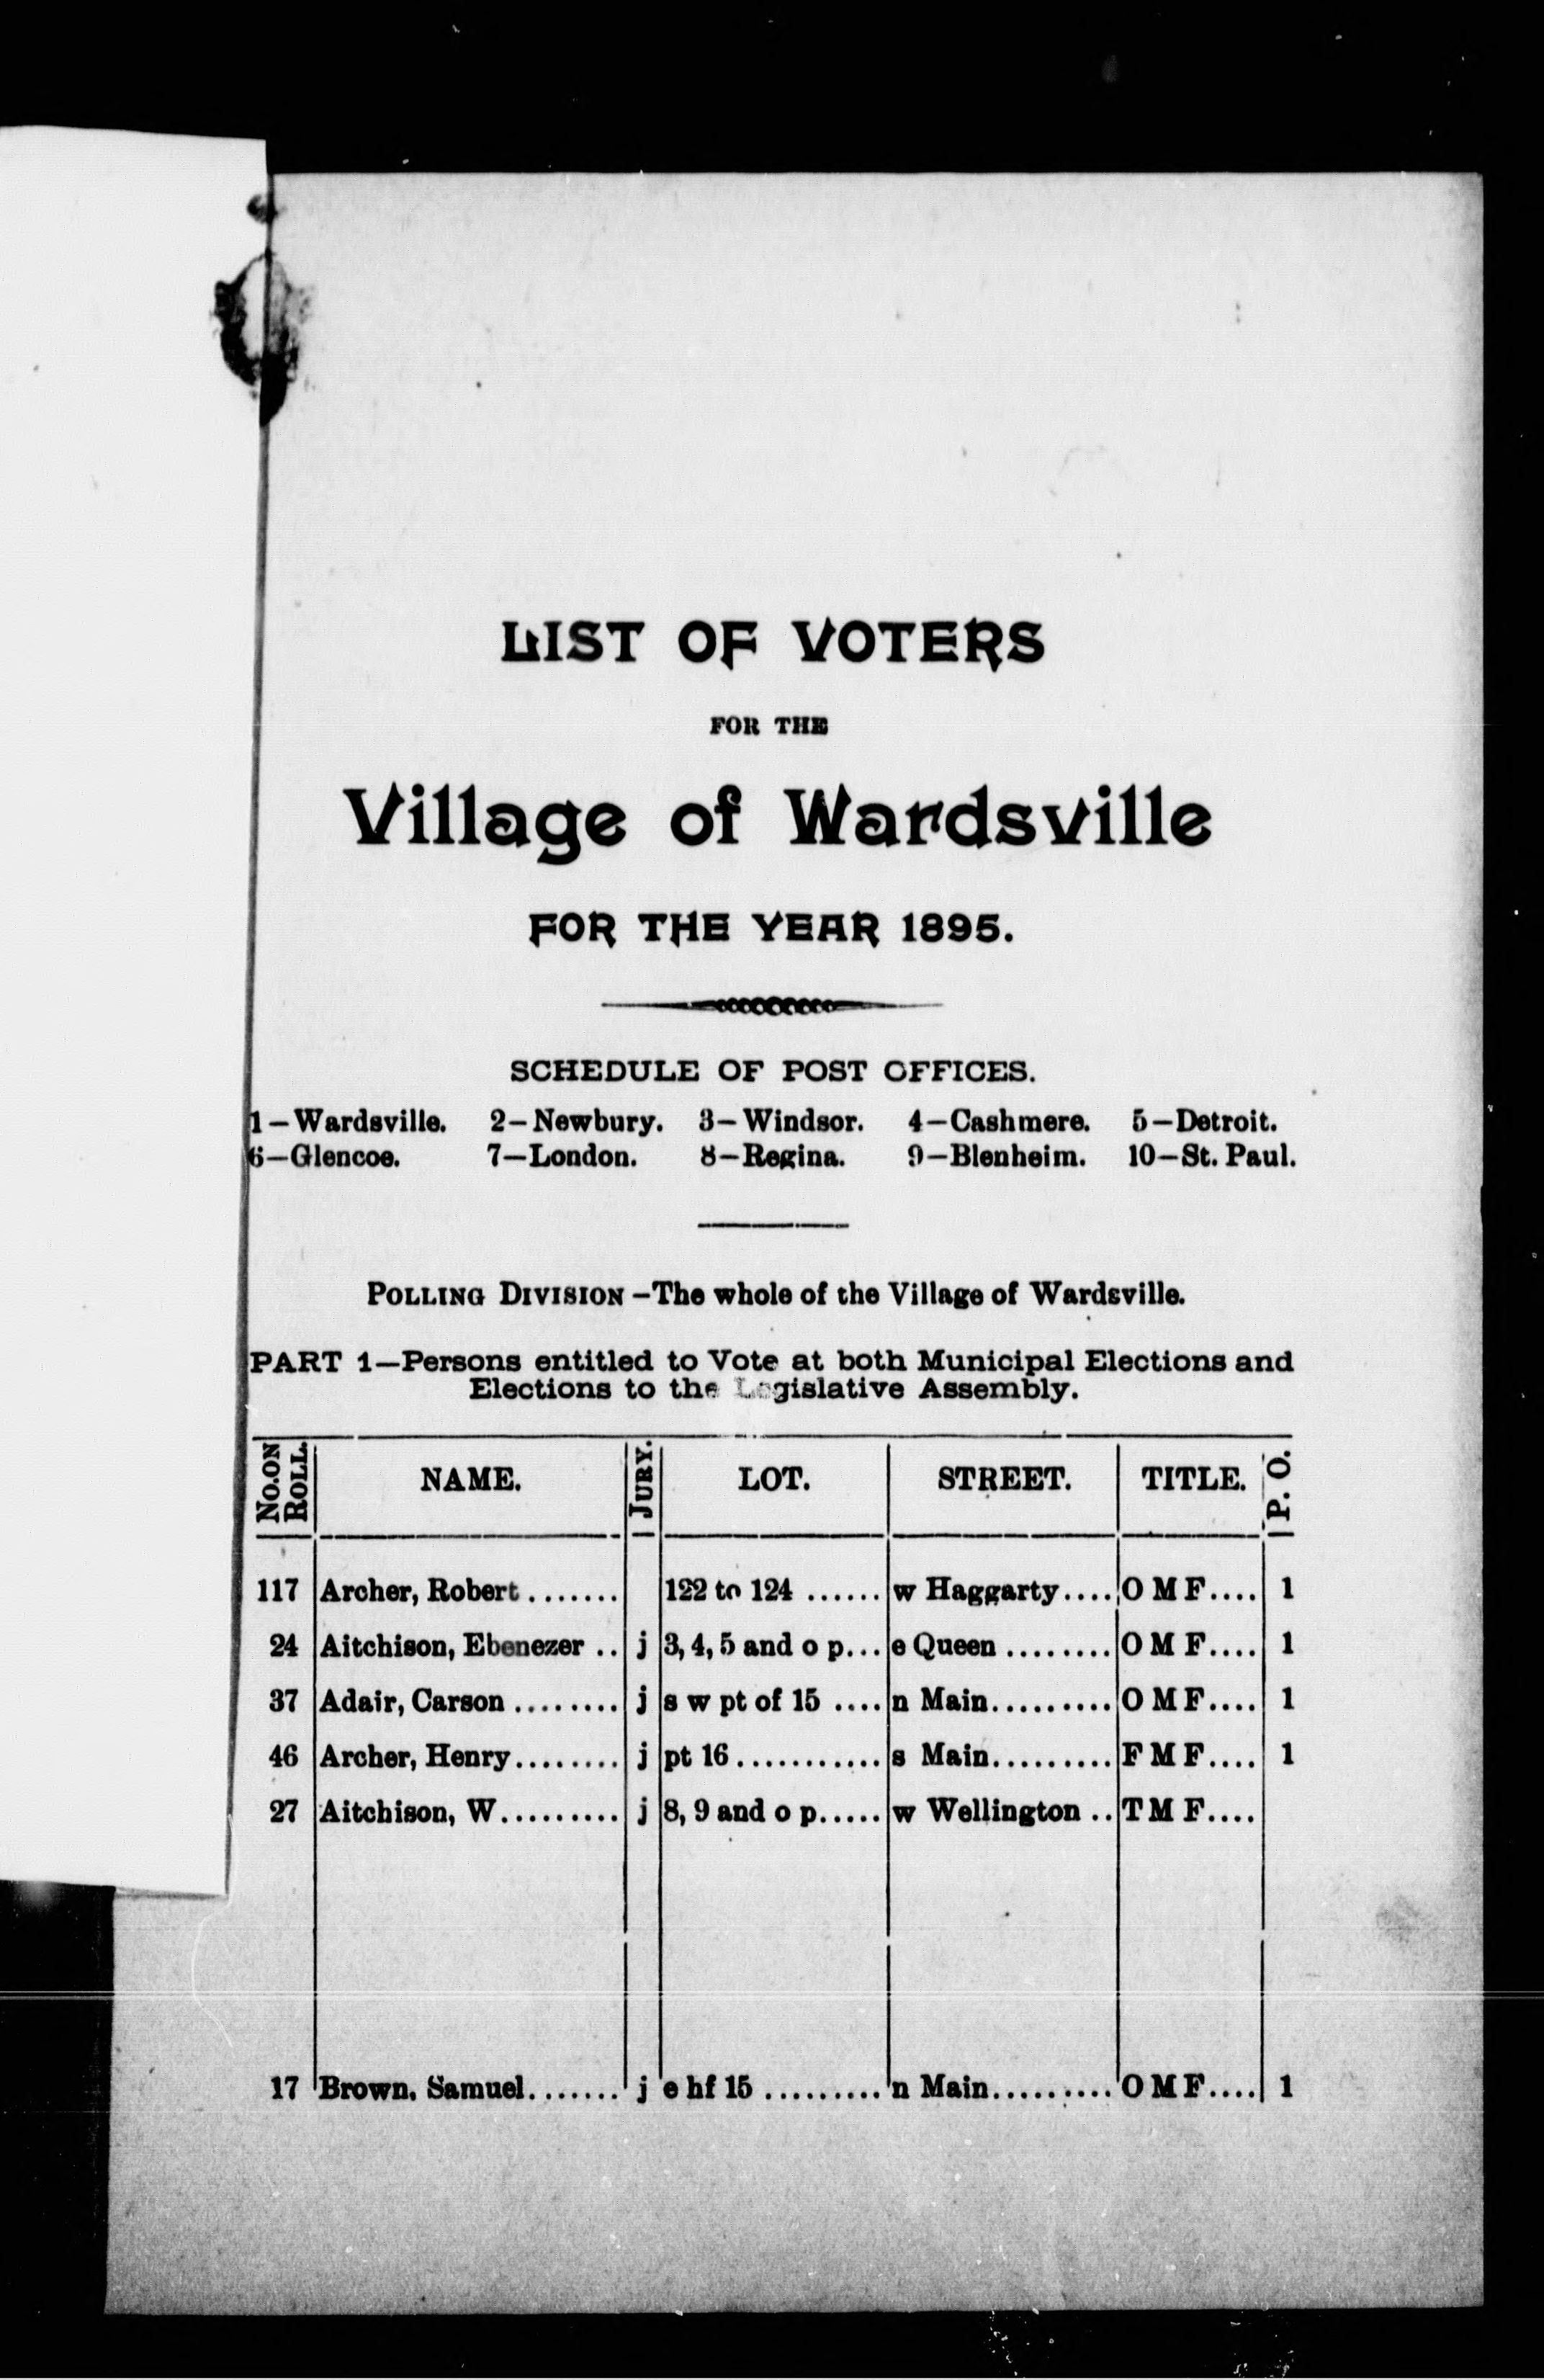 LIST OF VOTERS
FOR THE
Village of Wardsville
FOR THE YEAR 1895.
SCHEDULE OF POST OFFICES.
1—Wardsville. 2—Newbury. 3—Windsor. 4—Cashmere. 5—Detroit.
6—Glencoe. 7—London. 8—Regina. 9—Blenheim. 10—St. Paul.
POLLING DIVISION—The whole of the Village of Wardsville.
PART 1—Persons entitled to Vote at both Municipal Elections and
Elections to the Legislative Assembly.
No. ON ROLL. NAME. JURY. LOT. STREET. TITLE. P. O.
117 Archer, Robert ....... 122 to 124 ...... w Haggarty.... O M F.... 1
24 Aitchison, Ebenezer .. j 3, 4, 5 and o p... e Queen ........ O M F.... 1
37 Adair, Carson ........ j s w pt of 15 .... n Main.......... O M F.... 1
46 Archer, Henry........ j pt 16............ s Main.......... F M F.... 1
27 Aitchison, W.......... j 8, 9 and o p..... w Wellington .. T M F....
17 Brown, Samuel....... j e hf 15 ......... n Main.......... O M F.... 1